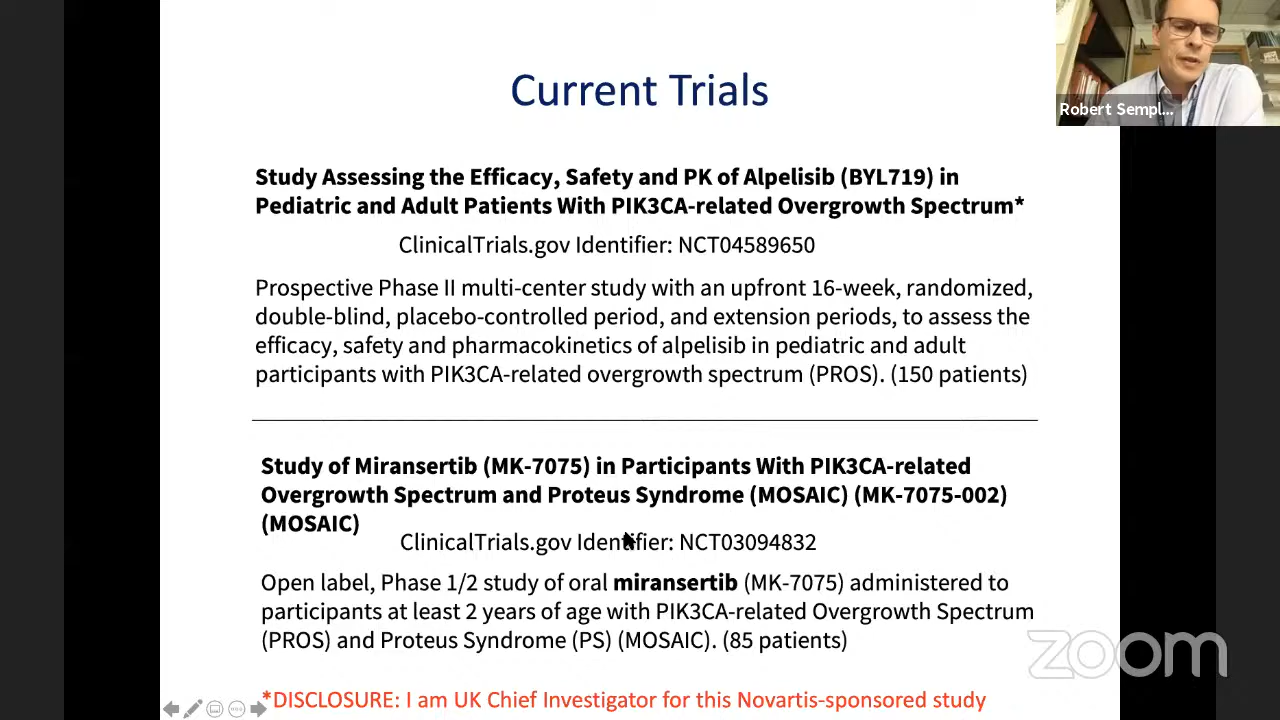 Current Trials
Robert Sempl...
Study Assessing the Efficacy, Safety and PK of Alpelisib (BYL719) in
Pediatric and Adult Patients With PIK3CA-related Overgrowth Spectrum*
ClinicalTrials.gov Identifier: NCT04589650
Prospective Phase II multi-center study with an upfront 16-week, randomized,
double-blind, placebo-controlled period, and extension periods, to assess the
efficacy, safety and pharmacokinetics of alpelisib in pediatric and adult
participants with PIK3CA-related overgrowth spectrum (PROS). (150 patients)
Study of Miransertib (MK-7075) in Participants With PIK3CA-related
Overgrowth Spectrum and Proteus Syndrome (MOSAIC) (MK-7075-002)
(MOSAIC)
ClinicalTrials.gov Identifier: NCT03094832
Open label, Phase 1/2 study of oral miransertib (MK-7075) administered to
participants at least 2 years of age with PIK3CA-related Overgrowth Spectrum
(PROS) and Proteus Syndrome (PS) (MOSAIC). (85 patients)
zoom
*DISCLOSURE: I am UK Chief Investigator for this Novartis-sponsored study